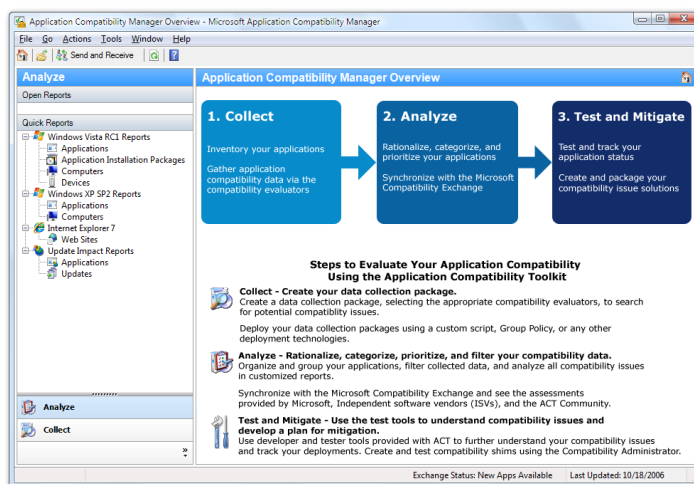 Application Compatibility Manager Overview - Microsoft Application Compatibility Manager
File Go Actions Tools Window Help
Send and Receive
Analyze
Open Reports
Quick Reports
Windows Vista RC1 Reports
Applications
Application Installation Packages
Computers
Devices
Windows XP SP2 Reports
Applications
Computers
Internet Explorer 7
Web Sites
Update Impact Reports
Applications
Updates
Analyze
Collect
Application Compatibility Manager Overview
1. Collect
Inventory your applications
Gather application
compatibility data via the
compatibility evaluators
2. Analyze
Rationalize, categorize, and
prioritize your applications
Synchronize with the Microsoft
Compatibility Exchange
3. Test and Mitigate
Test and track your
application status
Create and package your
compatibility issue solutions
Steps to Evaluate Your Application Compatibility
Using the Application Compatibility Toolkit
Collect - Create your data collection package.
Create a data collection package, selecting the appropriate compatibility evaluators, to search
for potential compatiblity issues.
Deploy your data collection packages using a custom script, Group Policy, or any other
deployment technologies.
Analyze - Rationalize, categorize, prioritize, and filter your compatibility data.
Organize and group your applications, filter collected data, and analyze all compatibility issues
in customized reports.
Synchronize with the Microsoft Compatibility Exchange and see the assessments
provided by Microsoft, Independent software vendors (ISVs), and the ACT Community.
Test and Mitigate - Use the test tools to understand compatibility issues and
develop a plan for mitigation.
Use developer and tester tools provided with ACT to further understand your compatibility issues
and track your deployments. Create and test compatibility shims using the Compatibility Administrator.
Exchange Status: New Apps Available Last Updated: 10/18/2006